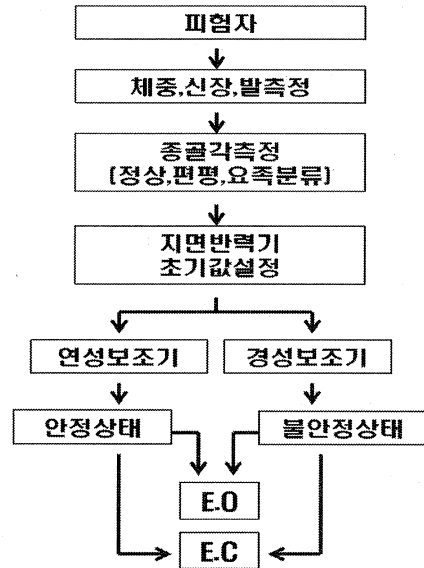 피험자
체중,신장,발측정
종골각측정
[정상,편평,요족분류]
지면반력기
초기값설정
연성보조기
경성보조기
안정상태
불안정상태
E.O
E.C